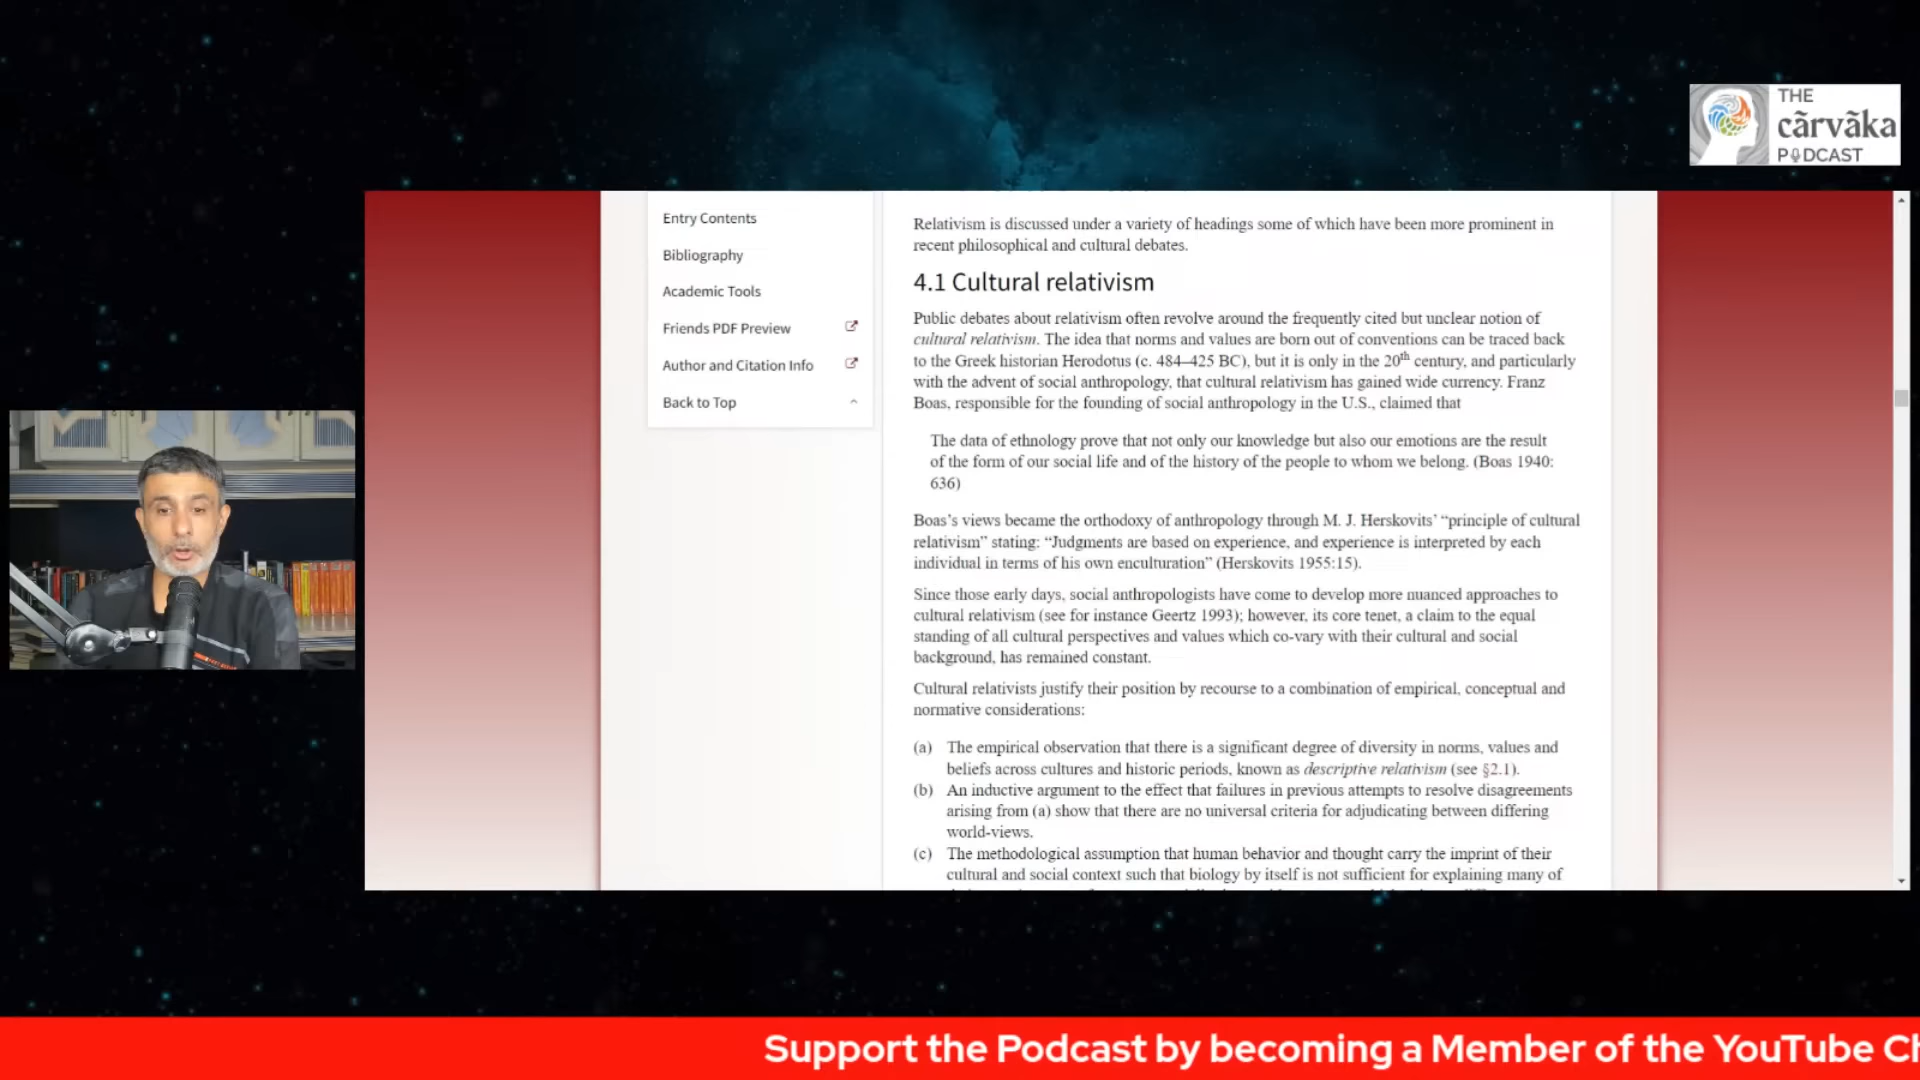 THE
cãrvãka
PODCAST
Entry Contents
Bibliography
Academic Tools
Friends PDF Preview
Author and Citation Info
Back to Top
Relativism is discussed under a variety of headings some of which have been more prominent in
recent philosophical and cultural debates.
4.1 Cultural relativism
Public debates about relativism often revolve around the frequently cited but unclear notion of
cultural relativism. The idea that norms and values are born out of conventions can be traced back
to the Greek historian Herodotus (c. 484–425 BC), but it is only in the 20th century, and particularly
with the advent of social anthropology, that cultural relativism has gained wide currency. Franz
Boas, responsible for the founding of social anthropology in the U.S., claimed that
The data of ethnology prove that not only our knowledge but also our emotions are the result
of the form of our social life and of the history of the people to whom we belong. (Boas 1940:
636)
Boas's views became the orthodoxy of anthropology through M. J. Herskovits' “principle of cultural
relativism” stating: “Judgments are based on experience, and experience is interpreted by each
individual in terms of his own enculturation” (Herskovits 1955:15).
Since those early days, social anthropologists have come to develop more nuanced approaches to
cultural relativism (see for instance Geertz 1993); however, its core tenet, a claim to the equal
standing of all cultural perspectives and values which co-vary with their cultural and social
background, has remained constant.
Cultural relativists justify their position by recourse to a combination of empirical, conceptual and
normative considerations:
(a) The empirical observation that there is a significant degree of diversity in norms, values and
beliefs across cultures and historic periods, known as descriptive relativism (see §2.1).
(b) An inductive argument to the effect that failures in previous attempts to resolve disagreements
arising from (a) show that there are no universal criteria for adjudicating between differing
world-views.
(c) The methodological assumption that human behavior and thought carry the imprint of their
cultural and social context such that biology by itself is not sufficient for explaining many of
Support the Podcast by becoming a Member of the YouTube Ch